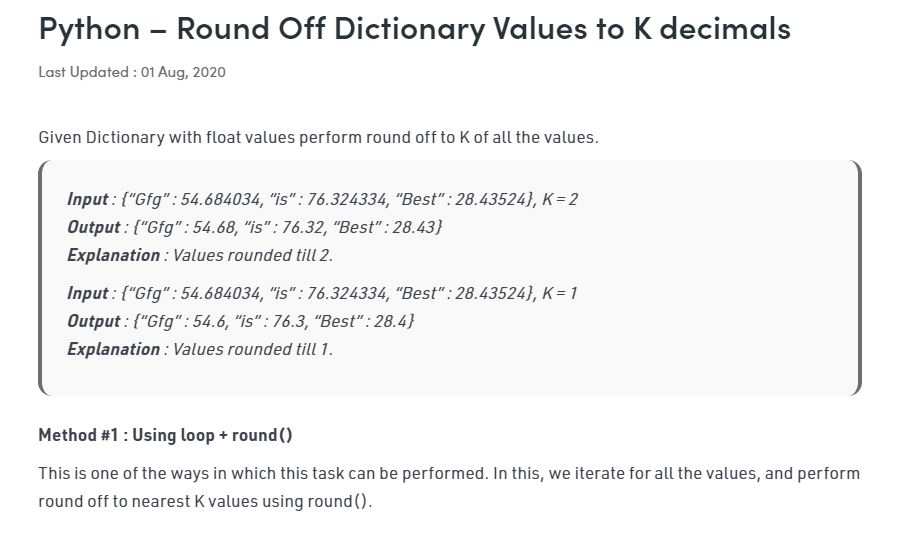 Python – Round Off Dictionary Values to K decimals
Last Updated : 01 Aug, 2020
Given Dictionary with float values perform round off to K of all the values.
Input : {“Gfg” : 54.684034, “is” : 76.324334, “Best” : 28.43524}, K = 2
Output : {“Gfg” : 54.68, “is” : 76.32, “Best” : 28.43}
Explanation : Values rounded till 2.
Input : {“Gfg” : 54.684034, “is” : 76.324334, “Best” : 28.43524}, K = 1
Output : {“Gfg” : 54.6, “is” : 76.3, “Best” : 28.4}
Explanation : Values rounded till 1.
Method #1 : Using loop + round()
This is one of the ways in which this task can be performed. In this, we iterate for all the values, and perform
round off to nearest K values using round().